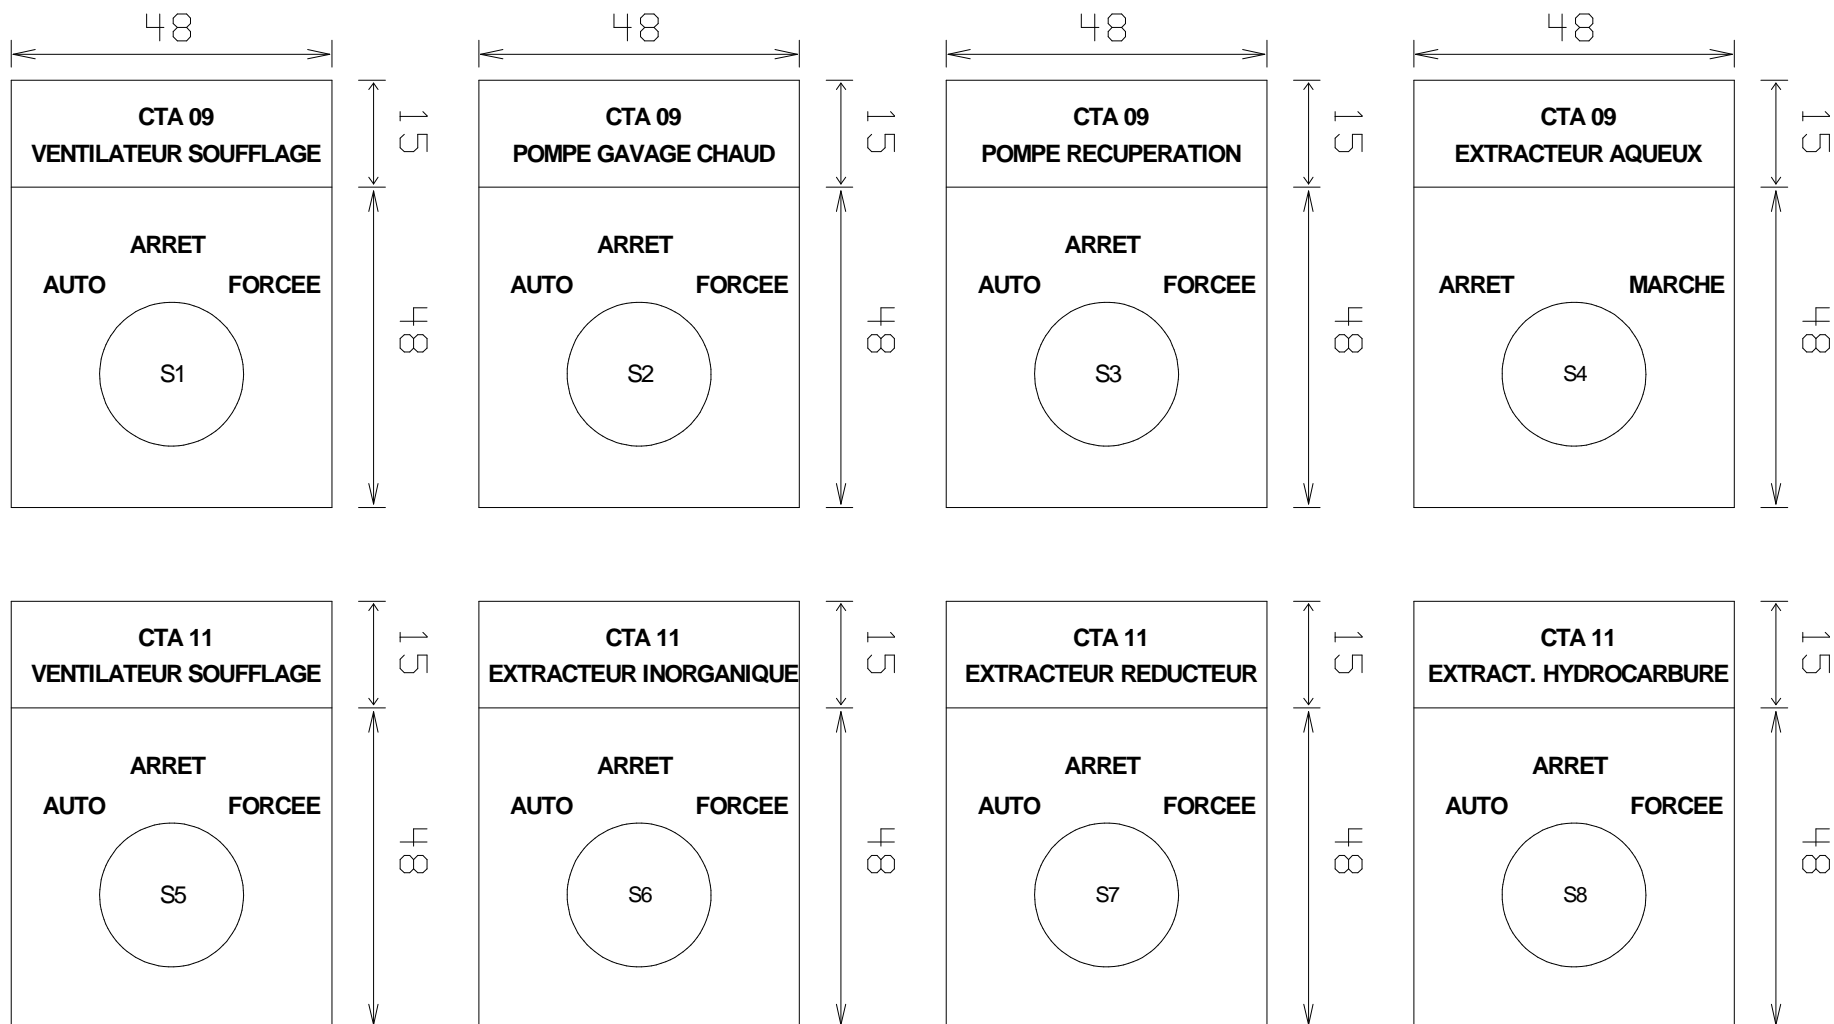 48 48 48 48
CTA 09
VENTILATEUR SOUFFLAGE
15
ARRET
AUTO FORCEE
48
S1
CTA 09
POMPE GAVAGE CHAUD
15
ARRET
AUTO FORCEE
48
S2
CTA 09
POMPE RECUPERATION
15
ARRET
AUTO FORCEE
48
S3
CTA 09
EXTRACTEUR AQUEUX
15
ARRET MARCHE
48
S4
CTA 11
VENTILATEUR SOUFFLAGE
15
ARRET
AUTO FORCEE
48
S5
CTA 11
EXTRACTEUR INORGANIQUE
15
ARRET
AUTO FORCEE
48
S6
CTA 11
EXTRACTEUR REDUCTEUR
15
ARRET
AUTO FORCEE
48
S7
CTA 11
EXTRACT. HYDROCARBURE
15
ARRET
AUTO FORCEE
48
S8